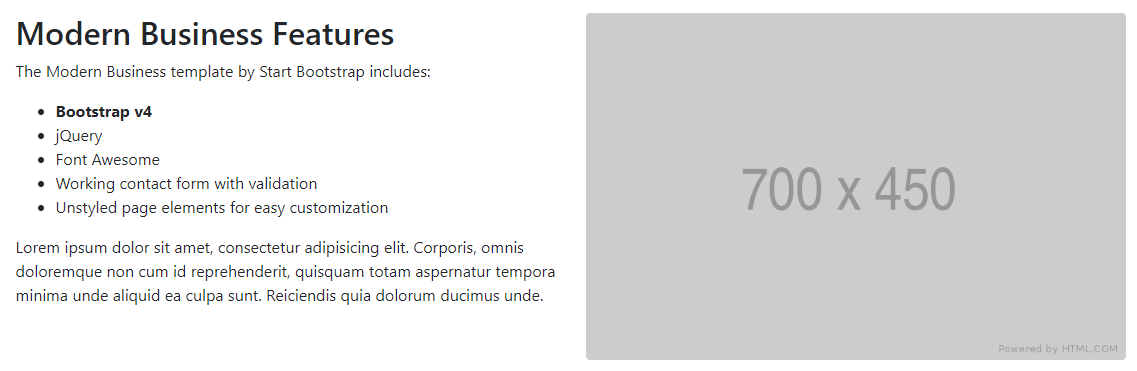 Modern Business Features
The Modern Business template by Start Bootstrap includes:
Bootstrap v4
jQuery
Font Awesome
Working contact form with validation
Unstyled page elements for easy customization
Lorem ipsum dolor sit amet, consectetur adipisicing elit. Corporis, omnis
doloremque non cum id reprehenderit, quisquam totam aspernatur tempora
minima unde aliquid ea culpa sunt. Reiciendis quia dolorum ducimus unde.
700 x 450
Powered by HTML.COM